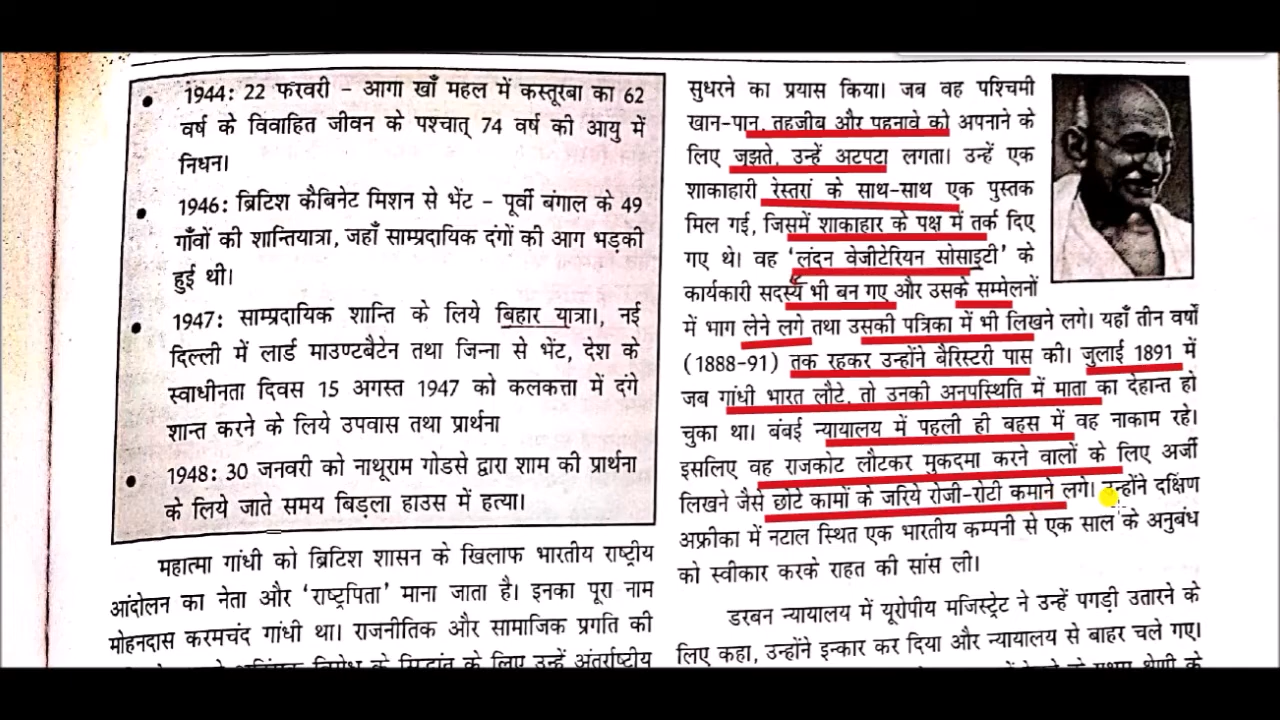 1944: 22 फरवरी - आगा खाँ महल में कस्तूरबा का 62
वर्ष के विवाहित जीवन के पश्चात् 74 वर्ष की आयु में
निधन।
1946: ब्रिटिश कैबिनेट मिशन से भेंट - पूर्वी बंगाल के 49
गाँवों की शान्तियात्रा, जहाँ साम्प्रदायिक दंगों की आग भड़की
हुई थी।
1947: साम्प्रदायिक शान्ति के लिये बिहार यात्रा।, नई
दिल्ली में लार्ड माउण्टबैटेन तथा जिन्ना से भेंट, देश के
स्वाधीनता दिवस 15 अगस्त 1947 को कलकत्ता में दंगे
शान्त करने के लिये उपवास तथा प्रार्थना
1948: 30 जनवरी को नाथूराम गोडसे द्वारा शाम की प्रार्थना
के लिये जाते समय बिड़ला हाउस में हत्या।
महात्मा गांधी को ब्रिटिश शासन के खिलाफ भारतीय राष्ट्रीय
आंदोलन का नेता और ‘राष्ट्रपिता’ माना जाता है। इनका पूरा नाम
मोहनदास करमचंद गांधी था। राजनीतिक और सामाजिक प्रगति की
के लिए उन्हें अंतर्राष्ट्रीय
सुधरने का प्रयास किया। जब वह पश्चिमी
खान-पान, तहजीब और पहनावे को अपनाने के
लिए जूझते, उन्हें अटपटा लगता। उन्हें एक
शाकाहारी रेस्तरां के साथ-साथ एक पुस्तक
मिल गई, जिसमें शाकाहार के पक्ष में तर्क दिए
गए थे। वह ‘लंदन वेजीटेरियन सोसाइटी’ के
कार्यकारी सदस्य भी बन गए और उसके सम्मेलनों
में भाग लेने लगे तथा उसकी पत्रिका में भी लिखने लगे। यहाँ तीन वर्षों
(1888-91) तक रहकर उन्होंने बैरिस्टरी पास की। जुलाई 1891 में
जब गांधी भारत लौटे, तो उनकी अनुपस्थिति में माता का देहान्त हो
चुका था। बंबई न्यायालय में पहली ही बहस में वह नाकाम रहे।
इसलिए वह राजकोट लौटकर मुकदमा करने वालों के लिए अर्जी
लिखने जैसे छोटे कामों के जरिये रोजी-रोटी कमाने लगे। उन्होंने दक्षिण
अफ्रीका में नटाल स्थित एक भारतीय कम्पनी से एक साल के अनुबंध
को स्वीकार करके राहत की सांस ली।
डरबन न्यायालय में यूरोपीय मजिस्ट्रेट ने उन्हें पगड़ी उतारने के
लिए कहा, उन्होंने इन्कार कर दिया और न्यायालय से बाहर चले गए।